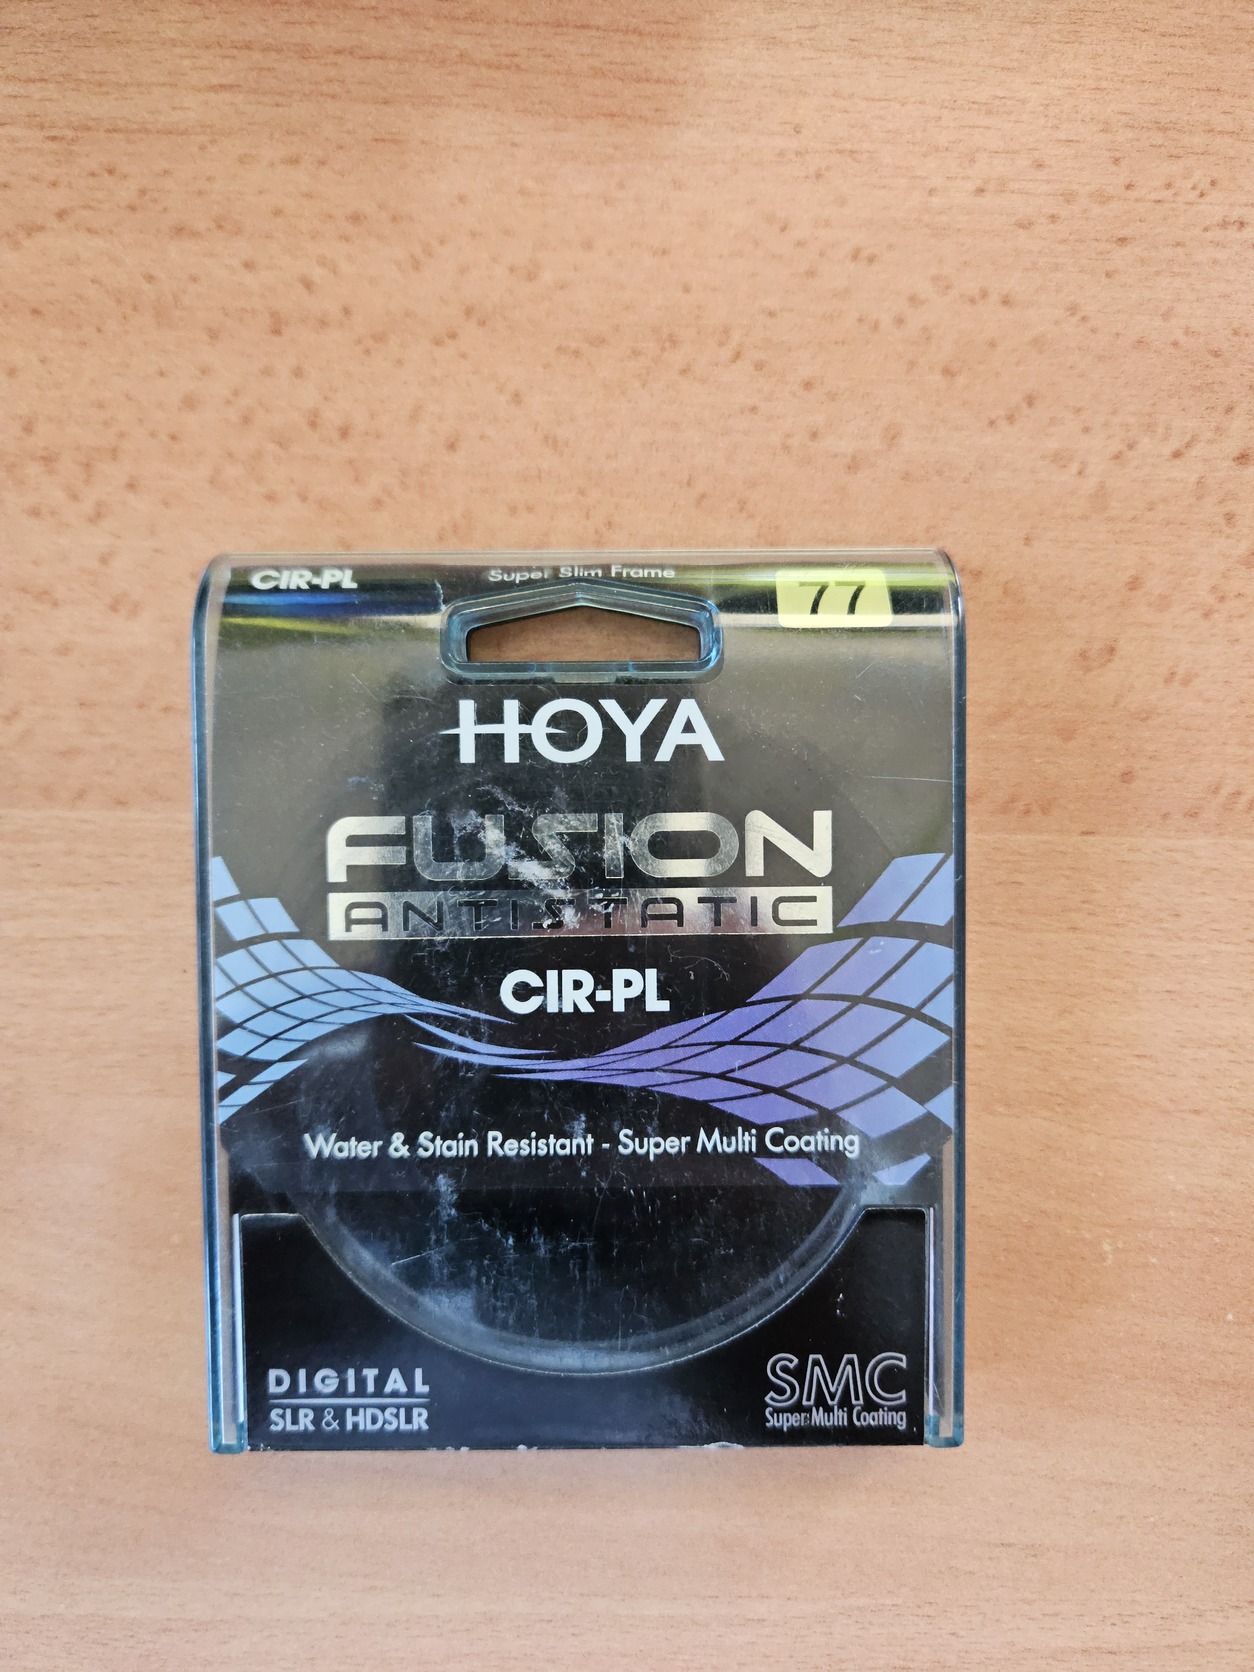 CIR-PL
Super Slim Frame
77
HOYA
FUSION
ANTISTATIC
CIR-PL
Water & Stain Resistant - Super Multi Coating
DIGITAL
SLR & HDSLR
SMC
Super Multi Coating